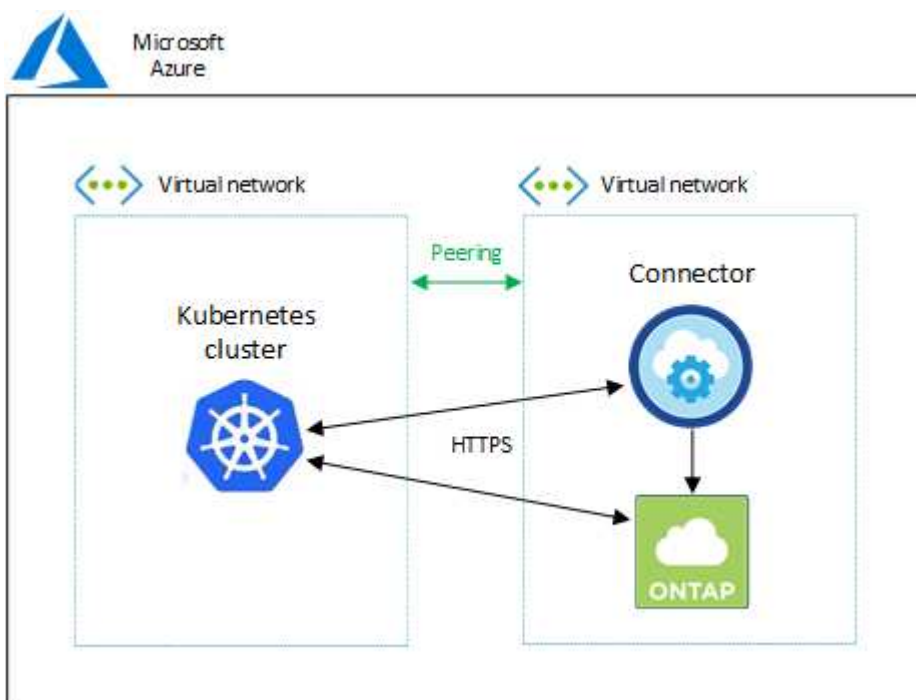 Microsoft
Azure
Virtual network
Virtual network
Peering
Connector
Kubernetes
cluster
HTTPS
ONTAP